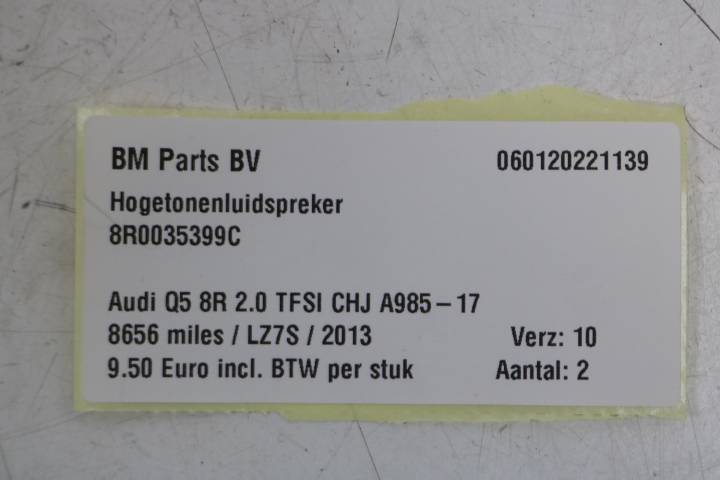 BM Parts BV 060120221139
Hogetonenluidspreker
8R0035399C
Audi Q5 8R 2.0 TFSI CHJ A985-17
8656 miles / LZ7S / 2013 Verz: 10
9.50 Euro incl. BTW per stuk Aantal: 2